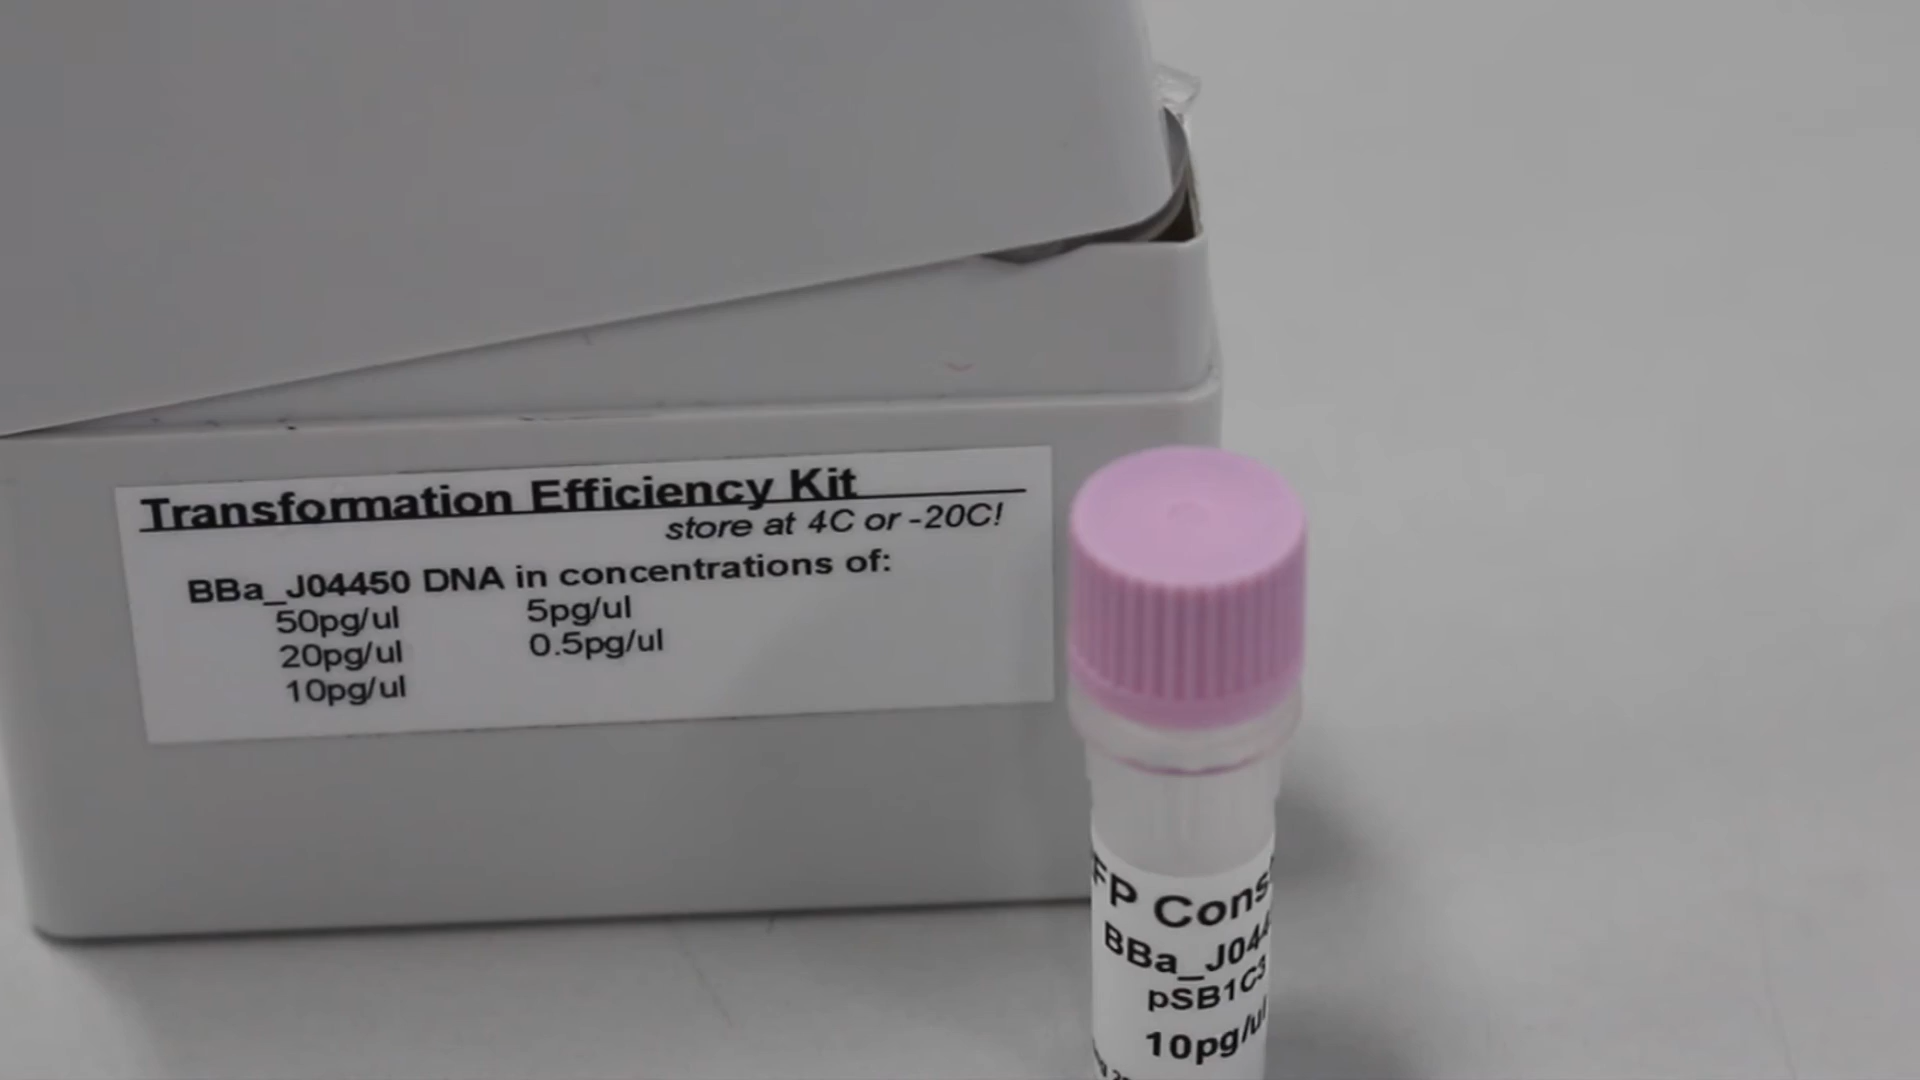 Transformation Efficiency Kit
store at 4C or -20C!
BBa_J04450 DNA in concentrations of:
50pg/ul 5pg/ul
20pg/ul 0.5pg/ul
10pg/ul
FP Cons
BBa_J044
pSB1C3
10pg/ul